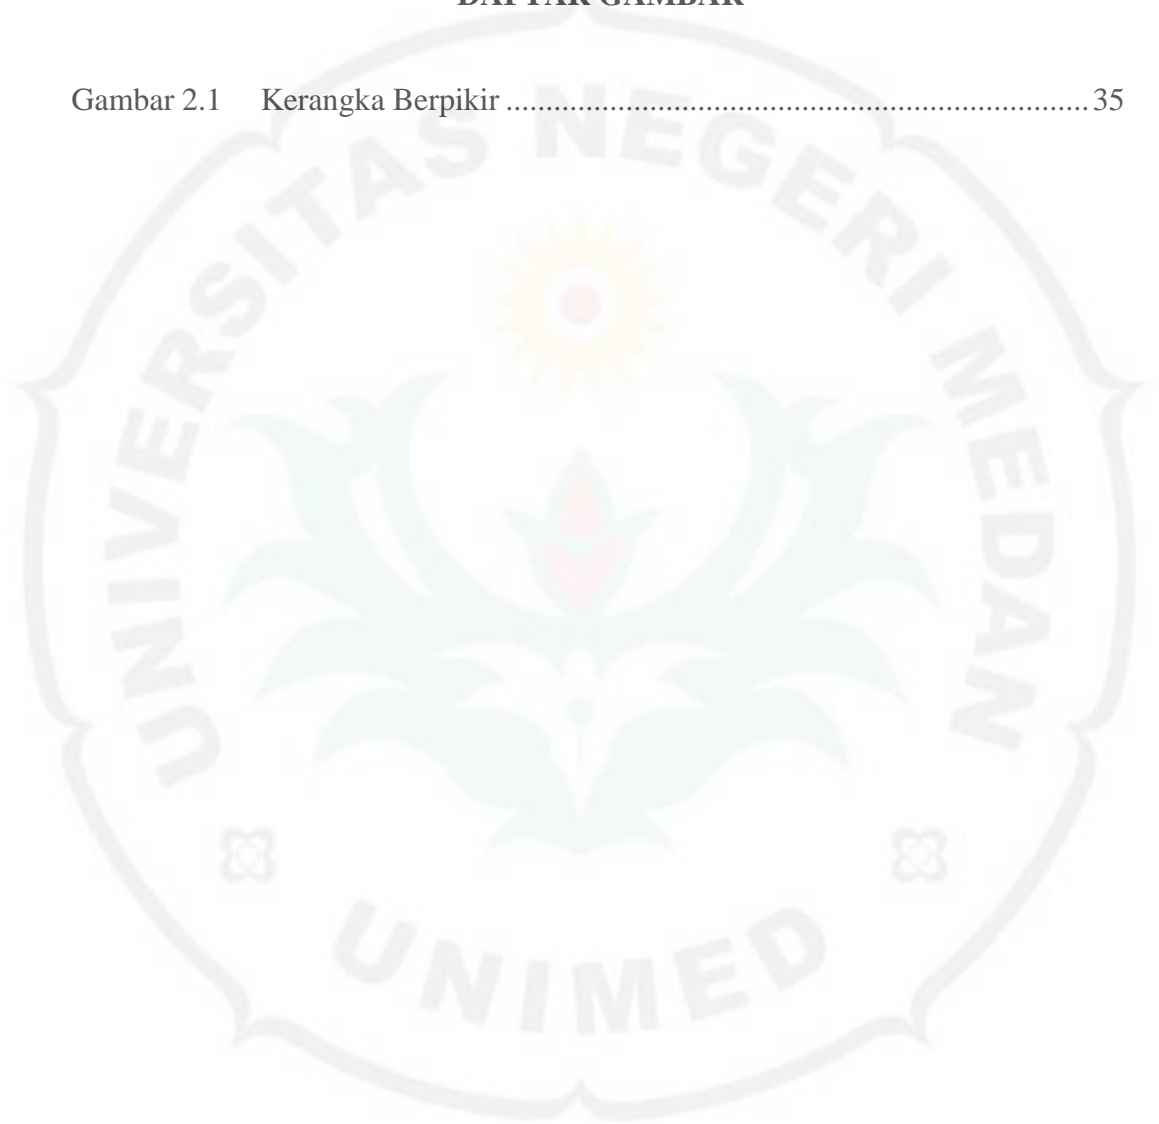 DAFTAR GAMBAR
Gambar 2.1 Kerangka Berpikir ......................................................................... 35
UNIVERSITAS NEGERI MEDAN
UNIMED